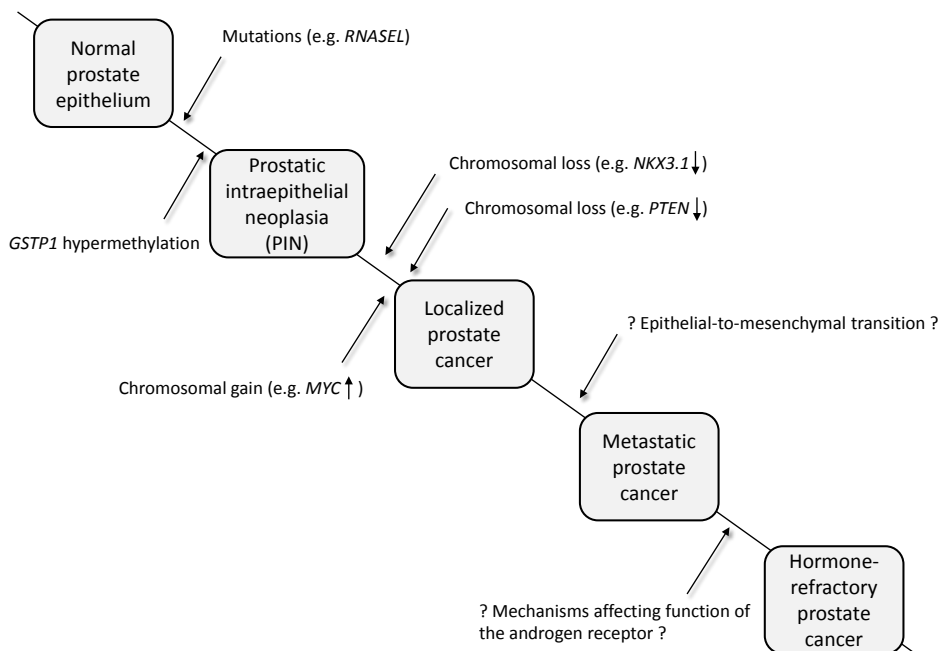 Normal
prostate
epithelium
Mutations (e.g. RNASEL)
GSTP1 hypermethylation
Prostatic
intraepithelial
neoplasia
(PIN)
Chromosomal loss (e.g. NKX3.1↓)
Chromosomal loss (e.g. PTEN↓)
Chromosomal gain (e.g. MYC↑)
Localized
prostate
cancer
? Epithelial-to-mesenchymal transition ?
Metastatic
prostate
cancer
? Mechanisms affecting function of
the androgen receptor ?
Hormone-
refractory
prostate
cancer